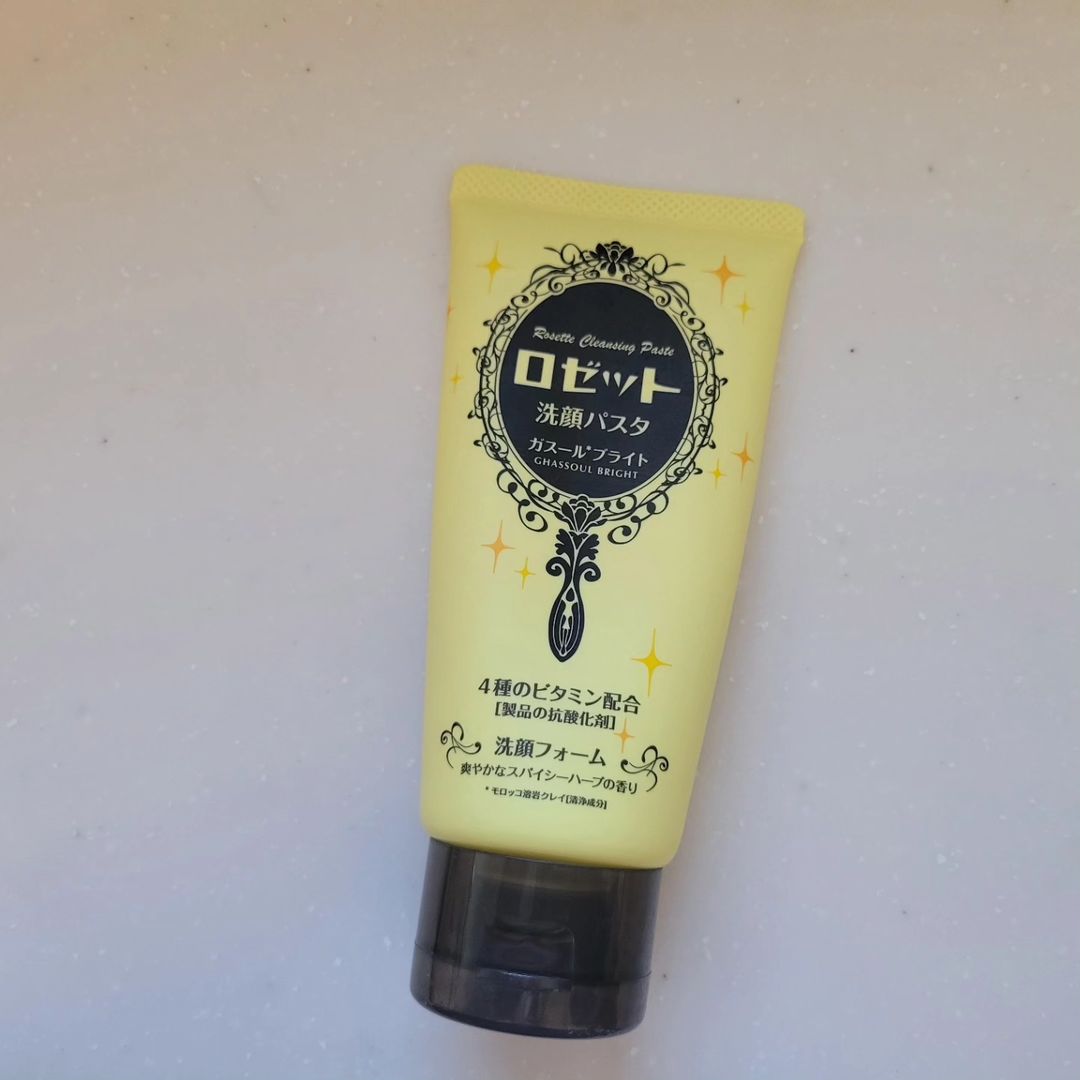 Rosette Cleansing Paste
ロゼット
洗顔パスタ
ガスール*ブライト
GHASSOUL BRIGHT
4種のビタミン配合
[製品の抗酸化剤]
洗顔フォーム
爽やかなスパイシーハーブの香り
*モロッコ溶岩クレイ[清浄成分]